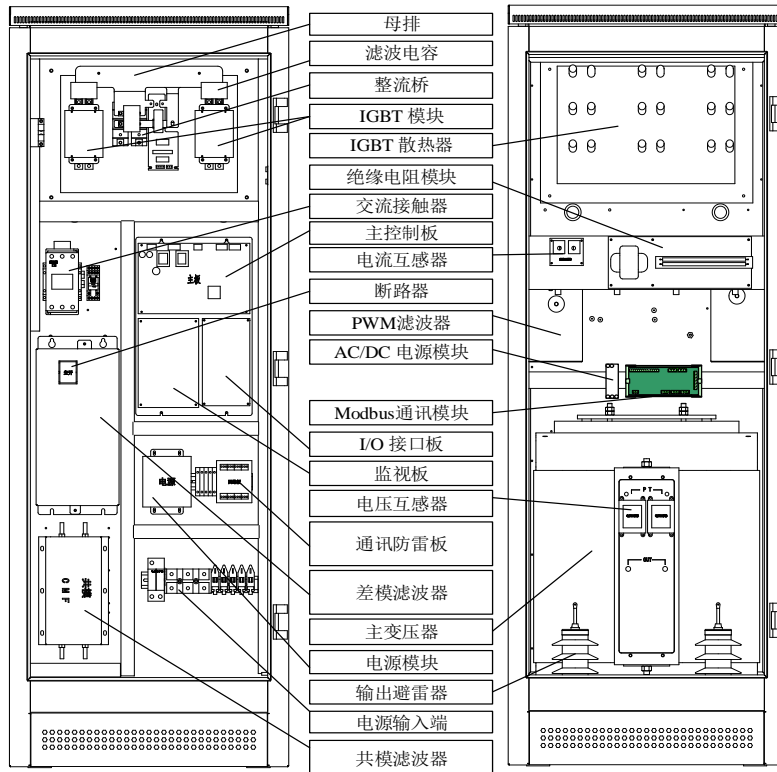 母排
滤波电容
整流桥
IGBT 模块
IGBT 散热器
绝缘电阻模块
交流接触器
主控制板
电流互感器
断路器
PWM滤波器
AC/DC 电源模块
Modbus通讯模块
I/O 接口板
监视板
电压互感器
通讯防雷板
差模滤波器
主变压器
电源模块
输出避雷器
电源输入端
共模滤波器
主板
电源
共模
CMF
PT
OUT